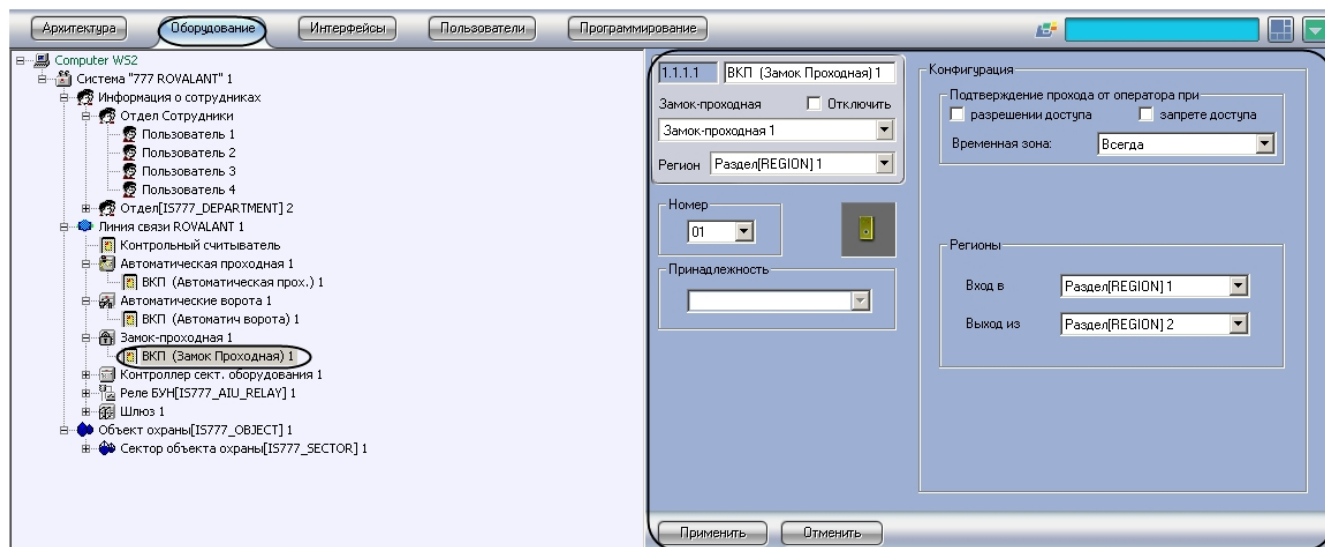 Архитектура Оборудование Интерфейсы Пользователи Программирование
Computer WS2
Система "777 ROVALANT" 1
Информация о сотрудниках
Отдел Сотрудники
Пользователь 1
Пользователь 2
Пользователь 3
Пользователь 4
Отдел[IS777_DEPARTMENT] 2
Линия связи ROVALANT 1
Контрольный считыватель
Автоматическая проходная 1
ВКП (Автоматическая прох.) 1
Автоматические ворота 1
ВКП (Автоматич ворота) 1
Замок-проходная 1
ВКП (Замок Проходная) 1
Контроллер сект. оборудования 1
Реле БУН[IS777_AIU_RELAY] 1
Шлюз 1
Объект охраны[IS777_OBJECT] 1
Сектор объекта охраны[IS777_SECTOR] 1
1.1.1.1 ВКП (Замок Проходная) 1
Замок-проходная Отключить
Замок-проходная 1
Регион Раздел[REGION] 1
Номер
01
Принадлежность
Конфигурация
Подтверждение прохода от оператора при
разрешении доступа запрете доступа
Временная зона: Всегда
Регионы
Вход в Раздел[REGION] 1
Выход из Раздел[REGION] 2
Применить Отменить